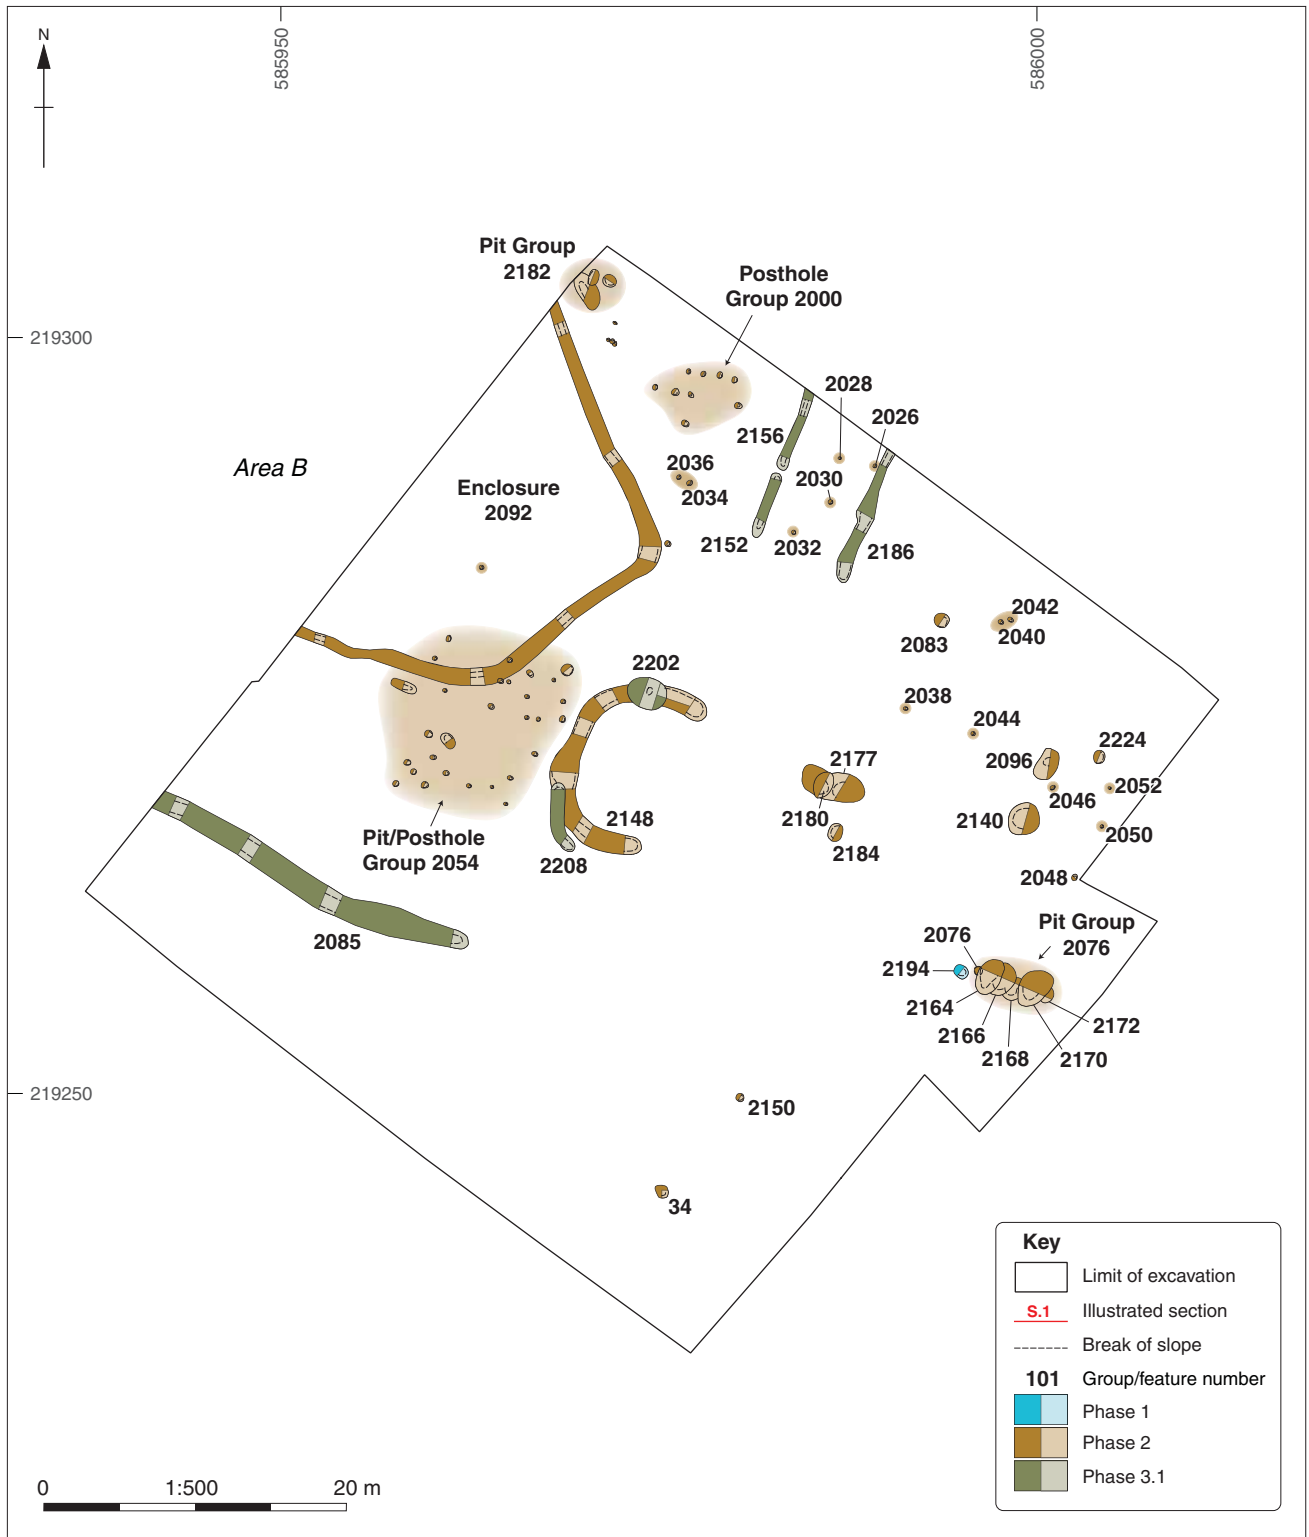 N
585950
586000
Pit Group
2182
Posthole
Group 2000
219300
2028
2026
2156
2036
2034
2030
Area B
Enclosure
2092
2152
2032
2186
2042
2040
2083
2202
2038
2044
2224
2177
2096
2052
2046
2180
2140
2148
2050
Pit/Posthole
Group 2054
2184
2208
2048
2085
Pit Group
2076
2076
2194
2164
2172
2166
2168
2170
219250
2150
34
Key
Limit of excavation
S.1 Illustrated section
Break of slope
101 Group/feature number
Phase 1
Phase 2
Phase 3.1
0 1:500 20 m